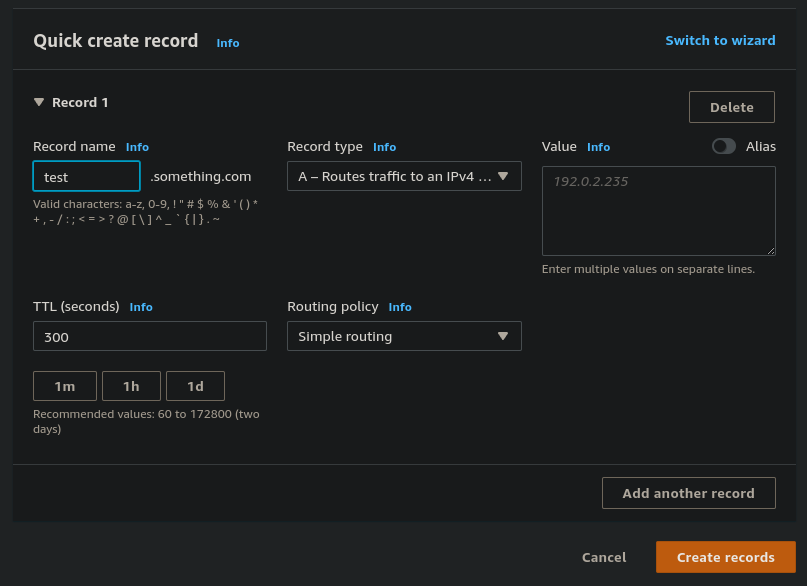 Quick create record Info Switch to wizard
Record 1 Delete
Record name Info Record type Info Value Info Alias
test .something.com A – Routes traffic to an IPv4 ... 192.0.2.235
Valid characters: a-z, 0-9, ! " # $ % & ' ( ) *
+ , - / : ; < = > ? @ [ \ ] ^ _ ` { | } . ~
Enter multiple values on separate lines.
TTL (seconds) Info Routing policy Info
300 Simple routing
1m 1h 1d
Recommended values: 60 to 172800 (two
days)
Add another record
Cancel Create records